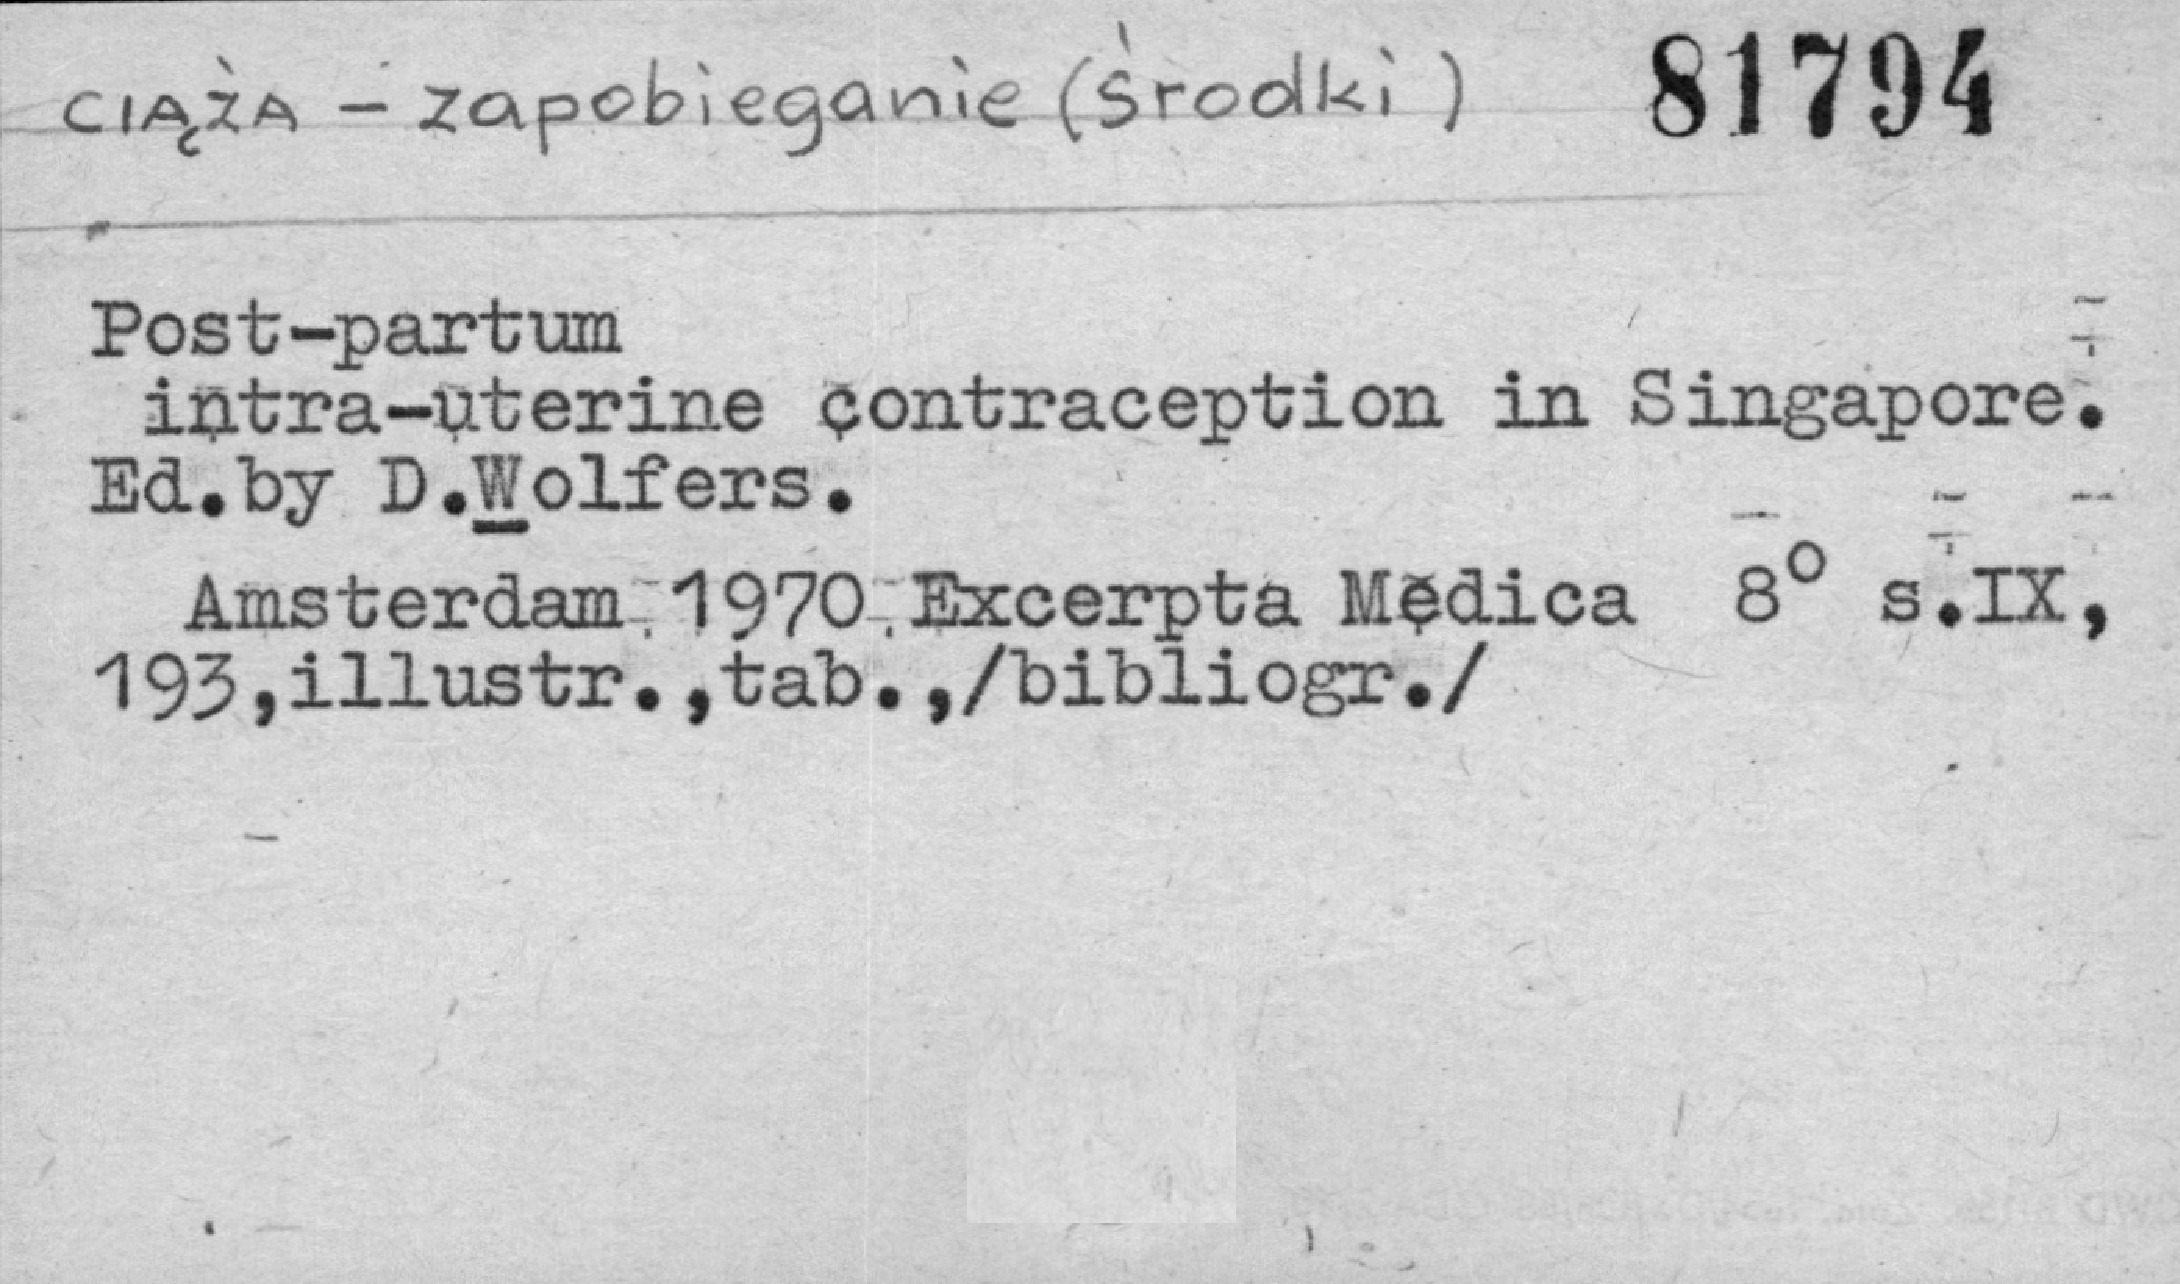 CIĄŻA - zapobieganie (środki) 81794
Post-partum
intra-uterine contraception in Singapore.
Ed.by D.Wolfers.
Amsterdam 1970 Excerpta Medica 8° s.IX,
193,illustr.,tab.,/bibliogr./